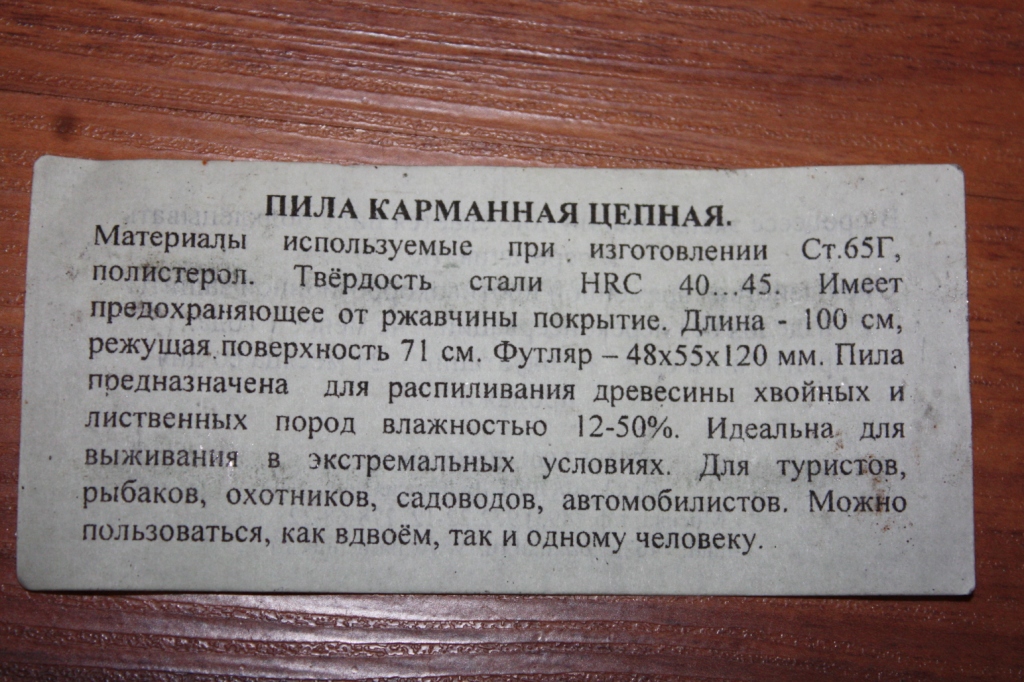 ПИЛА КАРМАННАЯ ЦЕПНАЯ.
Материалы используемые при изготовлении Ст.65Г,
полистерол. Твёрдость стали HRC 40...45. Имеет
предохраняющее от ржавчины покрытие. Длина - 100 см,
режущая поверхность 71 см. Футляр – 48х55х120 мм. Пила
предназначена для распиливания древесины хвойных и
лиственных пород влажностью 12-50%. Идеальна для
выживания в экстремальных условиях. Для туристов,
рыбаков, охотников, садоводов, автомобилистов. Можно
пользоваться, как вдвоём, так и одному человеку.